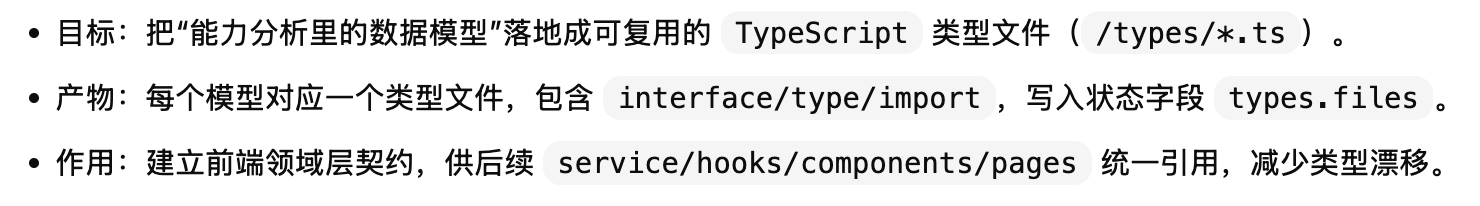 • 目标：把“能力分析里的数据模型”落地成可复用的 TypeScript 类型文件（/types/*.ts）。
• 产物：每个模型对应一个类型文件，包含 interface/type/import，写入状态字段 types.files。
• 作用：建立前端领域层契约，供后续 service/hooks/components/pages 统一引用，减少类型漂移。